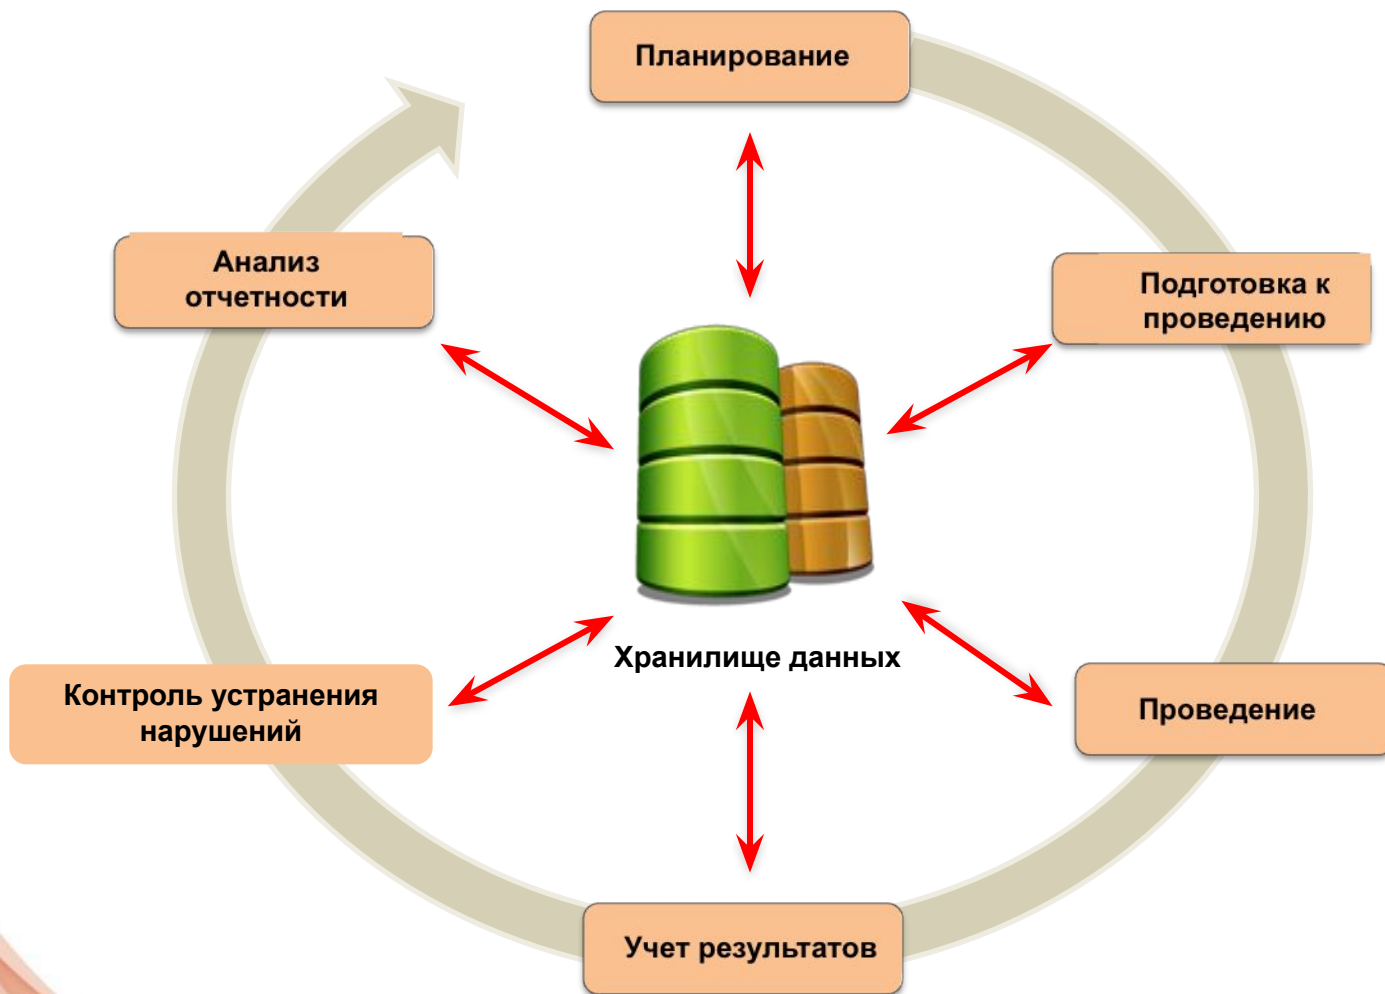 Планирование
Подготовка к
проведению
Проведение
Учет результатов
Контроль устранения
нарушений
Анализ
отчетности
Хранилище данных